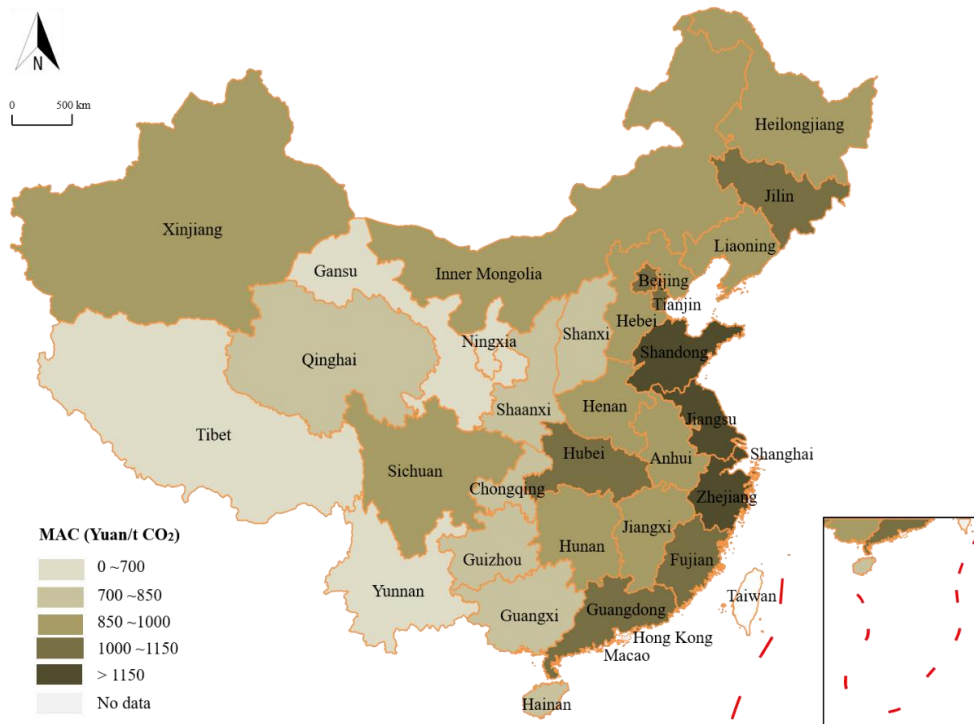 N
0 500 km
Heilongjiang
Jilin
Xinjiang
Liaoning
Gansu
Inner Mongolia
Beijing
Tianjin
Ningxia
Hebei
Shanxi
Shandong
Qinghai
Shaanxi
Henan
Jiangsu
Tibet
Hubei
Anhui
Shanghai
Sichuan
Chongqing
Zhejiang
Jiangxi
Hunan
Guizhou
Fujian
Yunnan
Taiwan
Guangxi
Guangdong
Hong Kong
Macao
Hainan
MAC (Yuan/t CO₂)
0 ~700
700 ~850
850 ~1000
1000 ~1150
> 1150
No data